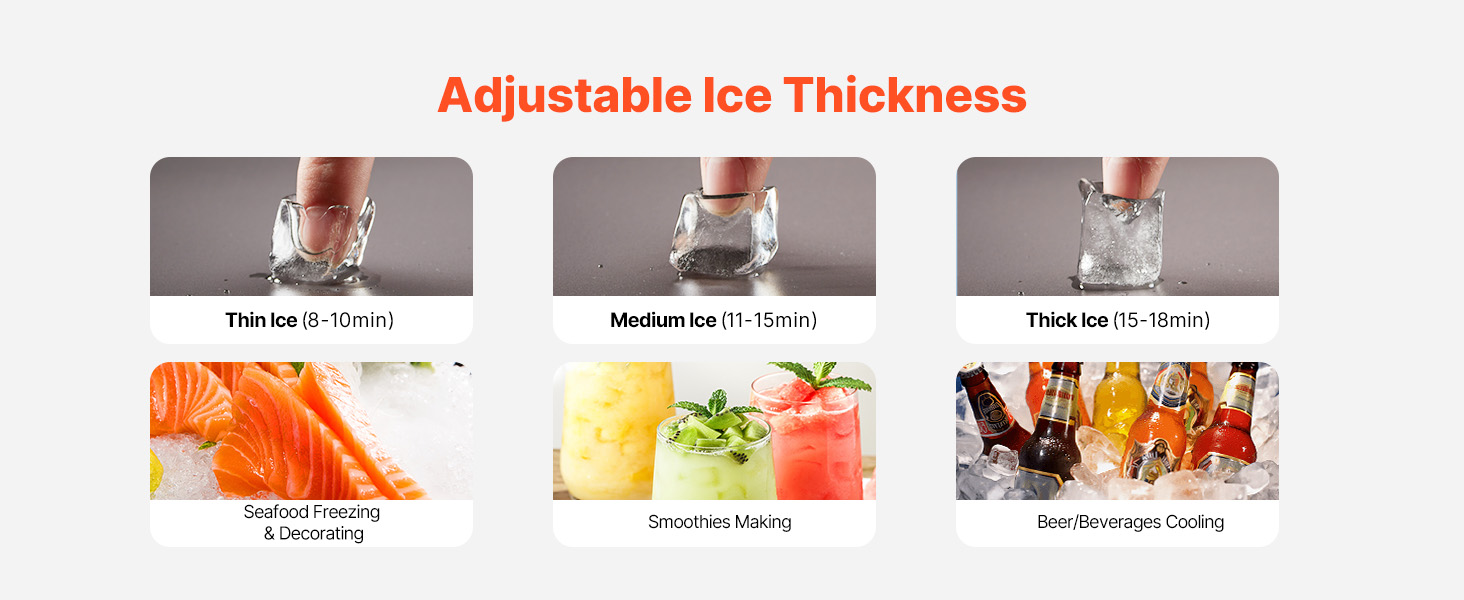 Adjustable Ice Thickness
Thin Ice (8-10min)
Medium Ice (11-15min)
Thick Ice (15-18min)
Seafood Freezing
& Decorating
Smoothies Making
Beer/Beverages Cooling